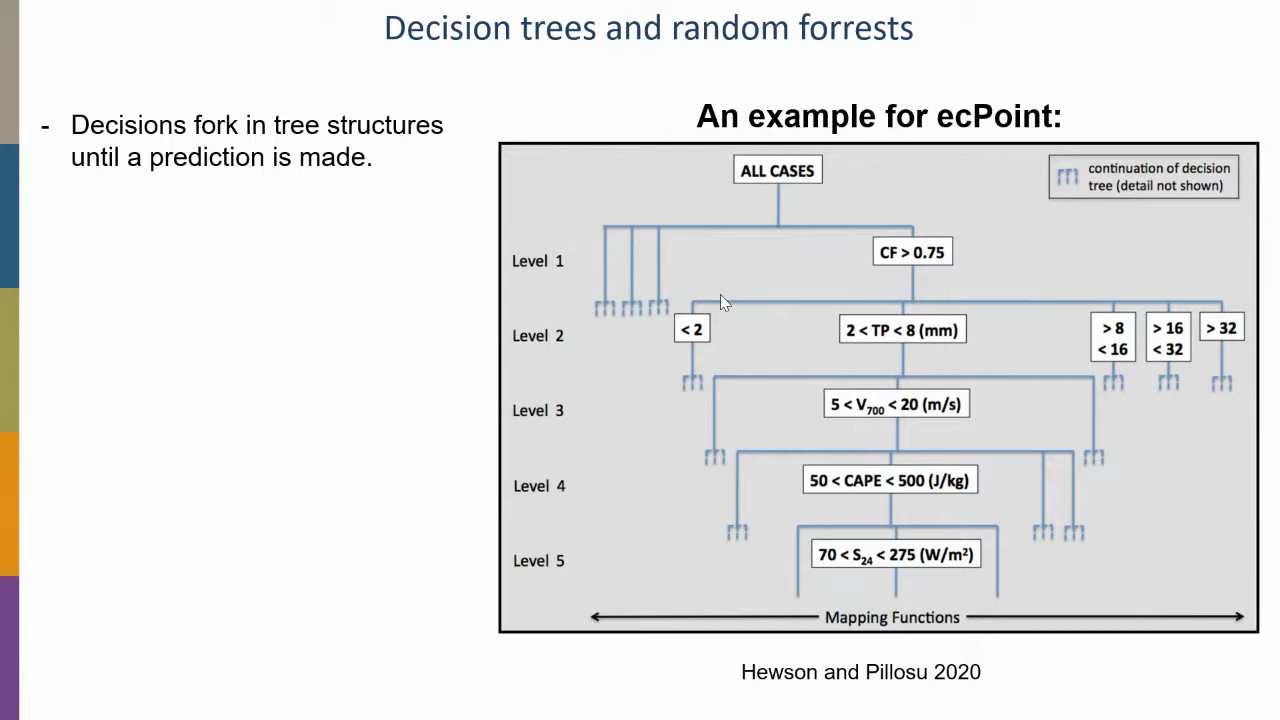 Decision trees and random forrests
- Decisions fork in tree structures
until a prediction is made.
An example for ecPoint:
ALL CASES
continuation of decision
tree (detail not shown)
Level 1
CF > 0.75
Level 2
< 2
2 < TP < 8 (mm)
> 8
< 16
> 16
< 32
> 32
Level 3
5 < V700 < 20 (m/s)
Level 4
50 < CAPE < 500 (J/kg)
Level 5
70 < S24 < 275 (W/m²)
Mapping Functions
Hewson and Pillosu 2020